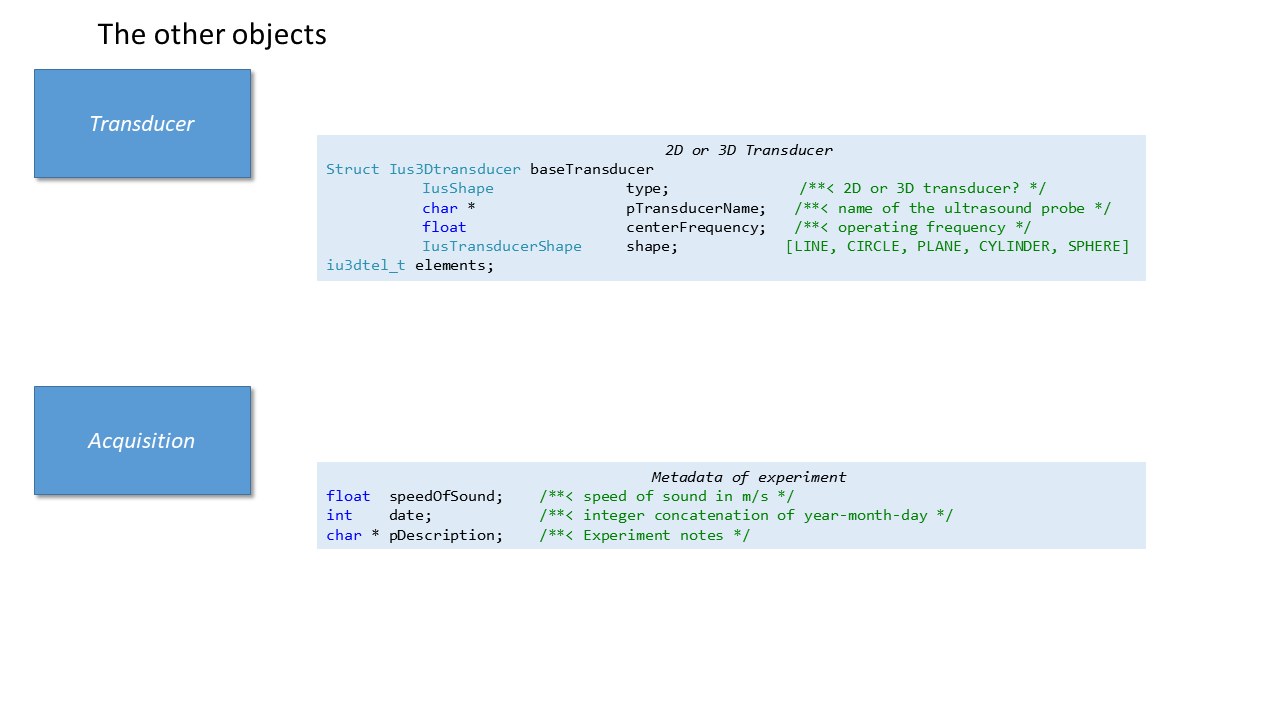 The other objects
Transducer
2D or 3D Transducer
Struct Ius3Dtransducer baseTransducer
IusShape type; /**< 2D or 3D transducer? */
char * pTransducerName; /**< name of the ultrasound probe */
float centerFrequency; /**< operating frequency */
IusTransducerShape shape; [LINE, CIRCLE, PLANE, CYLINDER, SPHERE]
iu3dtel_t elements;
Acquisition
Metadata of experiment
float speedOfSound; /**< speed of sound in m/s */
int date; /**< integer concatenation of year-month-day */
char * pDescription; /**< Experiment notes */